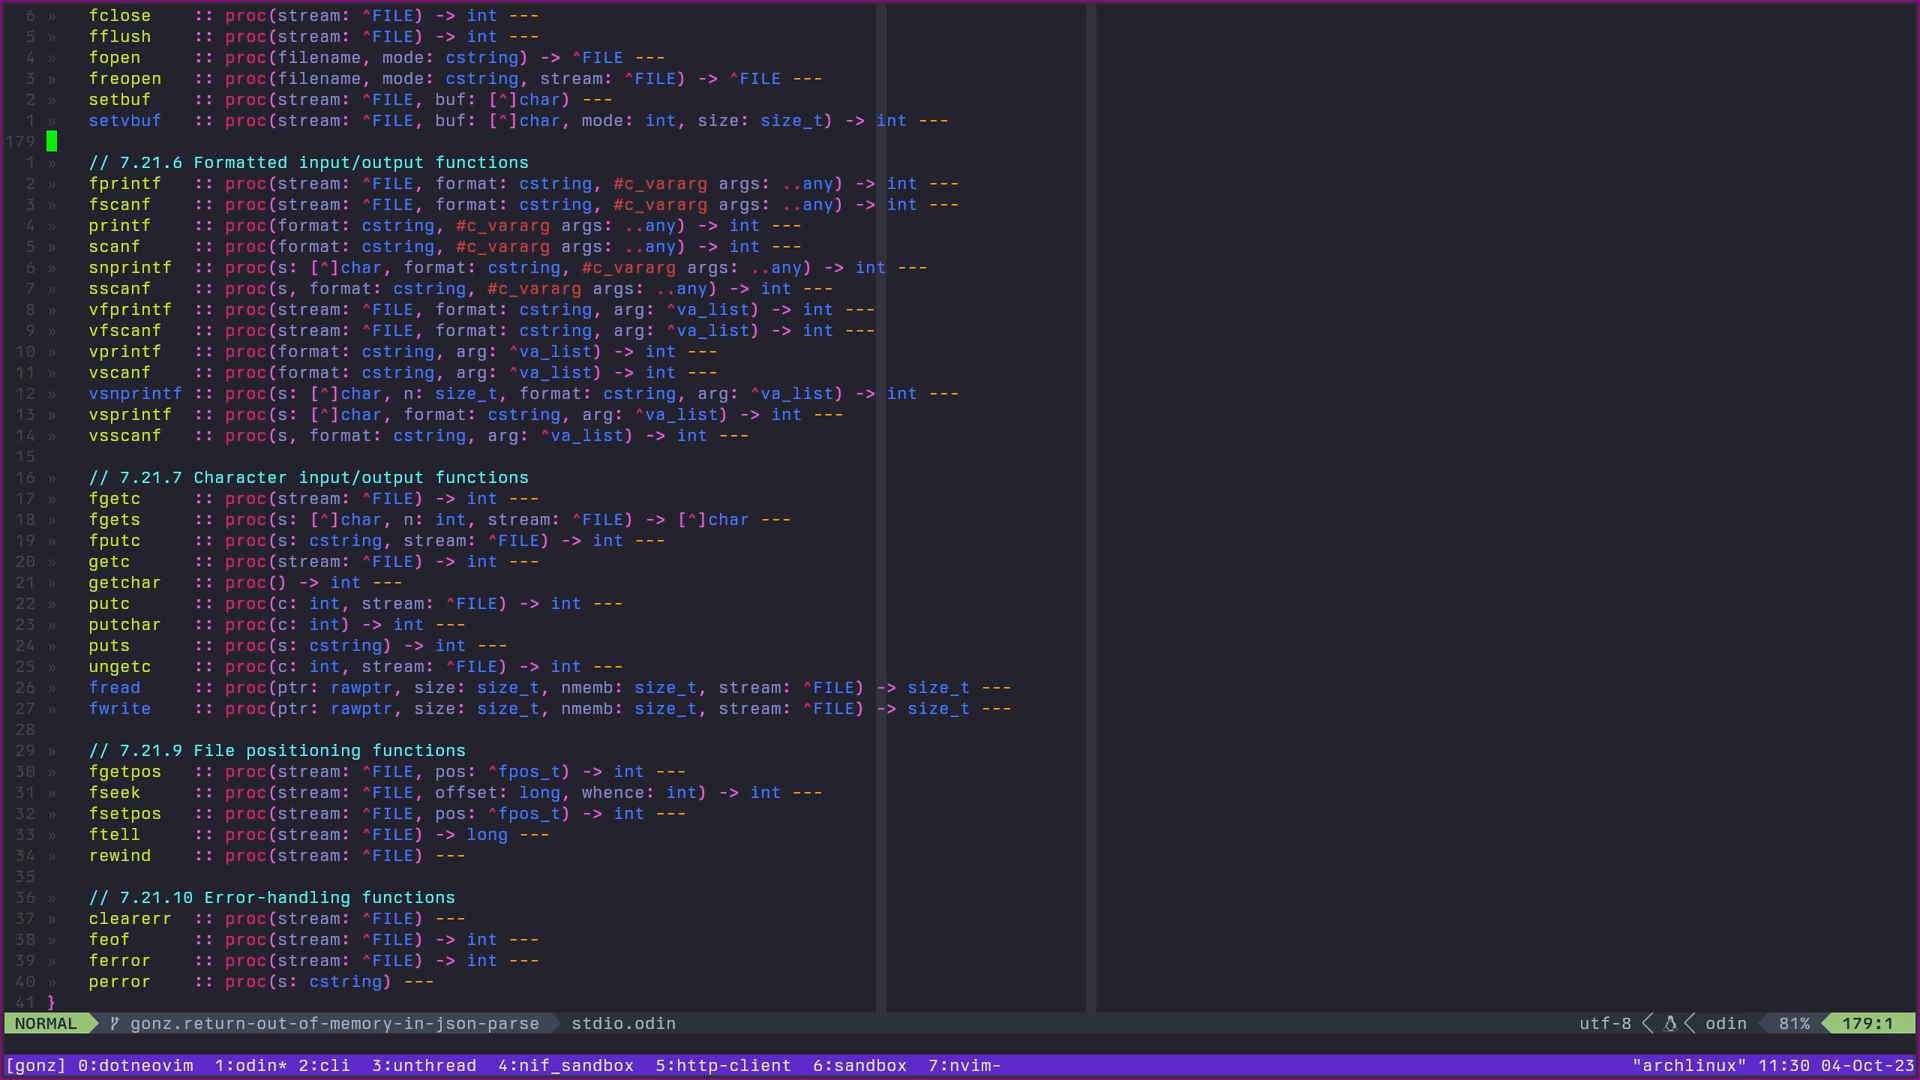 6 »   fclose    :: proc(stream: ^FILE) -> int ---
5 »   fflush    :: proc(stream: ^FILE) -> int ---
4 »   fopen     :: proc(filename, mode: cstring) -> ^FILE ---
3 »   freopen   :: proc(filename, mode: cstring, stream: ^FILE) -> ^FILE ---
2 »   setbuf    :: proc(stream: ^FILE, buf: [^]char) ---
1 »   setvbuf   :: proc(stream: ^FILE, buf: [^]char, mode: int, size: size_t) -> int ---
179
1 »   // 7.21.6 Formatted input/output functions
2 »   fprintf   :: proc(stream: ^FILE, format: cstring, #c_vararg args: ..any) -> int ---
3 »   fscanf    :: proc(stream: ^FILE, format: cstring, #c_vararg args: ..any) -> int ---
4 »   printf    :: proc(format: cstring, #c_vararg args: ..any) -> int ---
5 »   scanf     :: proc(format: cstring, #c_vararg args: ..any) -> int ---
6 »   snprintf  :: proc(s: [^]char, format: cstring, #c_vararg args: ..any) -> int ---
7 »   sscanf    :: proc(s, format: cstring, #c_vararg args: ..any) -> int ---
8 »   vfprintf  :: proc(stream: ^FILE, format: cstring, arg: ^va_list) -> int ---
9 »   vfscanf   :: proc(stream: ^FILE, format: cstring, arg: ^va_list) -> int ---
10 »   vprintf   :: proc(format: cstring, arg: ^va_list) -> int ---
11 »   vscanf    :: proc(format: cstring, arg: ^va_list) -> int ---
12 »   vsnprintf :: proc(s: [^]char, n: size_t, format: cstring, arg: ^va_list) -> int ---
13 »   vsprintf  :: proc(s: [^]char, format: cstring, arg: ^va_list) -> int ---
14 »   vsscanf   :: proc(s, format: cstring, arg: ^va_list) -> int ---
15
16 »   // 7.21.7 Character input/output functions
17 »   fgetc     :: proc(stream: ^FILE) -> int ---
18 »   fgets     :: proc(s: [^]char, n: int, stream: ^FILE) -> [^]char ---
19 »   fputc     :: proc(s: cstring, stream: ^FILE) -> int ---
20 »   getc      :: proc(stream: ^FILE) -> int ---
21 »   getchar   :: proc() -> int ---
22 »   putc      :: proc(c: int, stream: ^FILE) -> int ---
23 »   putchar   :: proc(c: int) -> int ---
24 »   puts      :: proc(s: cstring) -> int ---
25 »   ungetc    :: proc(c: int, stream: ^FILE) -> int ---
26 »   fread     :: proc(ptr: rawptr, size: size_t, nmemb: size_t, stream: ^FILE) -> size_t ---
27 »   fwrite    :: proc(ptr: rawptr, size: size_t, nmemb: size_t, stream: ^FILE) -> size_t ---
28
29 »   // 7.21.9 File positioning functions
30 »   fgetpos   :: proc(stream: ^FILE, pos: ^fpos_t) -> int ---
31 »   fseek     :: proc(stream: ^FILE, offset: long, whence: int) -> int ---
32 »   fsetpos   :: proc(stream: ^FILE, pos: ^fpos_t) -> int ---
33 »   ftell     :: proc(stream: ^FILE) -> long ---
34 »   rewind    :: proc(stream: ^FILE) ---
35
36 »   // 7.21.10 Error-handling functions
37 »   clearerr  :: proc(stream: ^FILE) ---
38 »   feof      :: proc(stream: ^FILE) -> int ---
39 »   ferror    :: proc(stream: ^FILE) -> int ---
40 »   perror    :: proc(s: cstring) ---
41 }
NORMAL gonz.return-out-of-memory-in-json-parse stdio.odin utf-8 odin 81% 179:1
[gonz] 0:dotneovim  1:odin* 2:cli  3:unthread  4:nif_sandbox  5:http-client  6:sandbox  7:nvim- "archlinux" 11:30 04-Oct-23